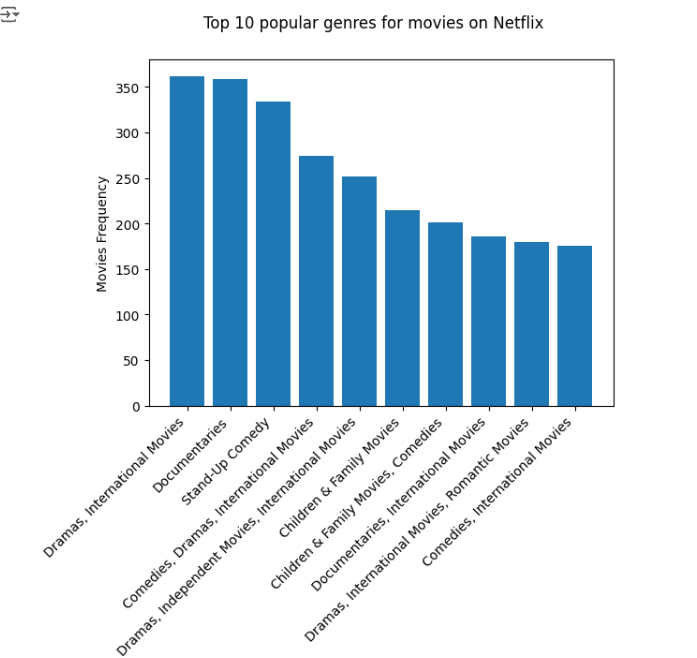 Top 10 popular genres for movies on Netflix
Movies Frequency
350
300
250
200
150
100
50
0
Dramas, International Movies
Documentaries
Stand-Up Comedy
Comedies, Dramas, International Movies
Dramas, Independent Movies, International Movies
Children & Family Movies
Children & Family Movies, Comedies
Documentaries, International Movies
Dramas, International Movies, Romantic Movies
Comedies, International Movies